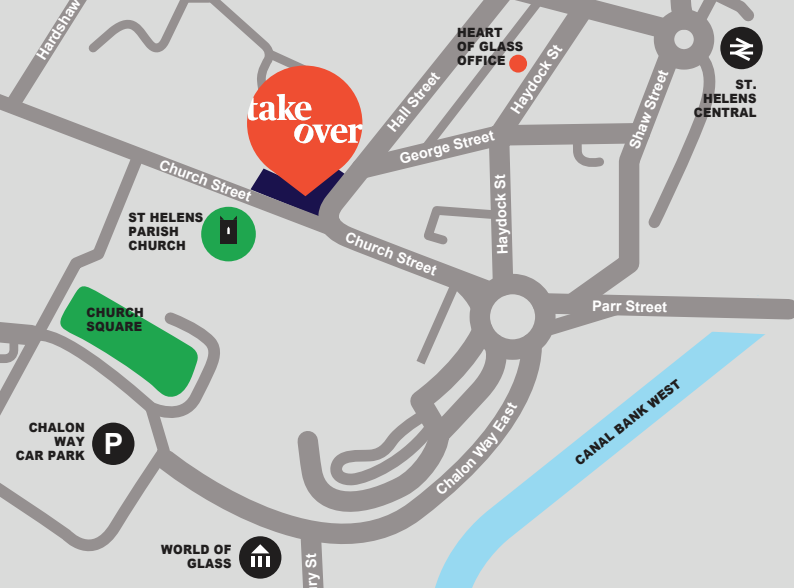 Hardshaw
HEART
OF GLASS
OFFICE
ST.
HELENS
CENTRAL
take
over
Hall Street
Haydock St
Shaw Street
George Street
Church Street
ST HELENS
PARISH
CHURCH
Church Street
Haydock St
CHURCH
SQUARE
Parr Street
CHALON
WAY
CAR PARK
P
Chalon Way East
CANAL BANK WEST
WORLD OF
GLASS
ry St